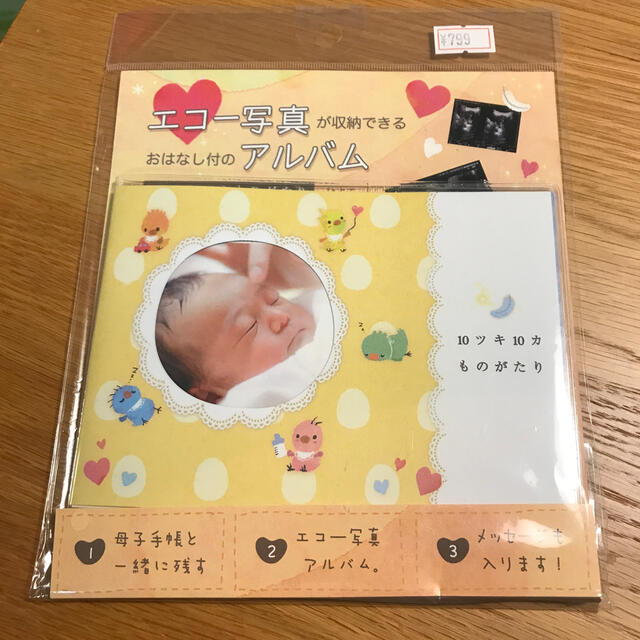 ¥799
エコー写真が収納できる
おはなし付のアルバム
10ツキ10カ
ものがたり
1 母子手帳と
一緒に残す
2 エコー写真
アルバム。
3 メッセージも
入ります!